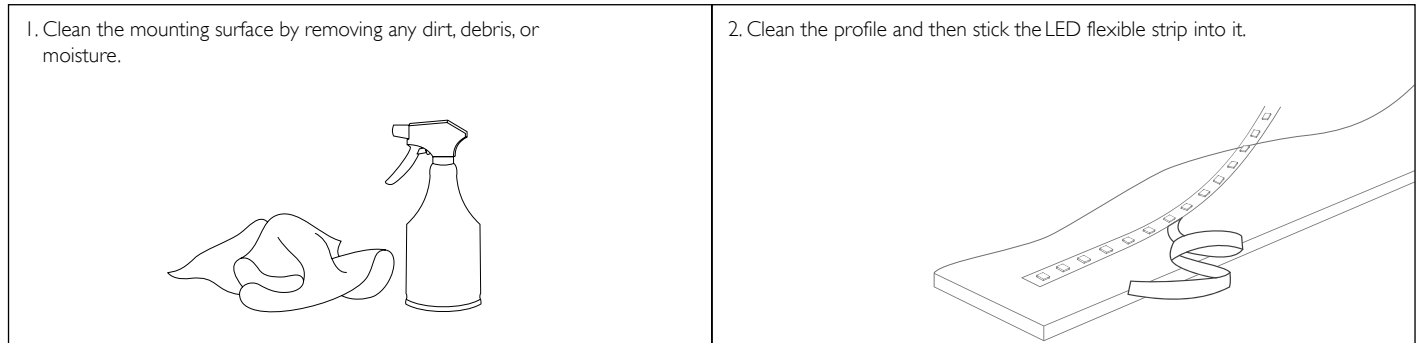 1. Clean the mounting surface by removing any dirt, debris, or
moisture.
2. Clean the profile and then stick the LED flexible strip into it.